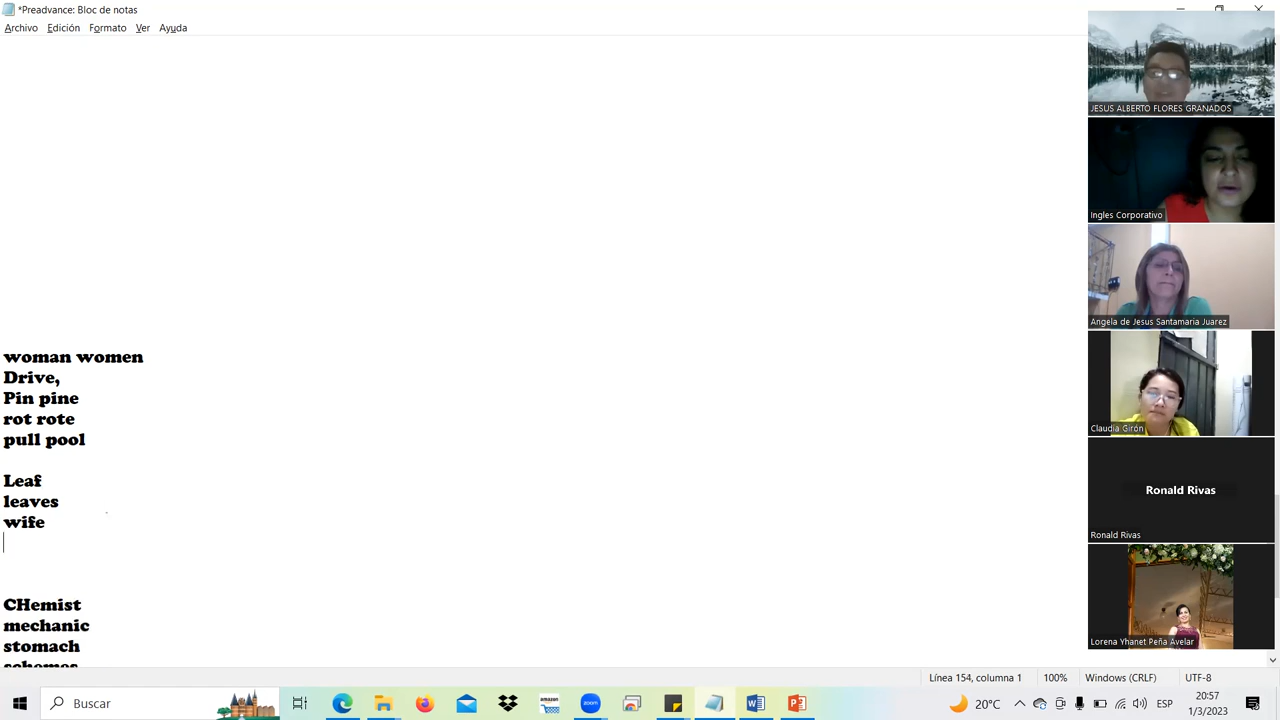 *Preadvance: Bloc de notas
Archivo Edición Formato Ver Ayuda
woman women
Drive,
Pin pine
rot rote
pull pool
Leaf
leaves
wife
CHemist
mechanic
stomach
schemes
JESUS ALBERTO FLORES GRANADOS
Ingles Corporativo
Angela de Jesus Santamaria Juarez
Claudia Girón
Ronald Rivas
Ronald Rivas
Lorena Yhanet Peña Avelar
Línea 154, columna 1 100% Windows (CRLF) UTF-8
Buscar
amazon
zoom
20°C
ESP
20:57
1/3/2023